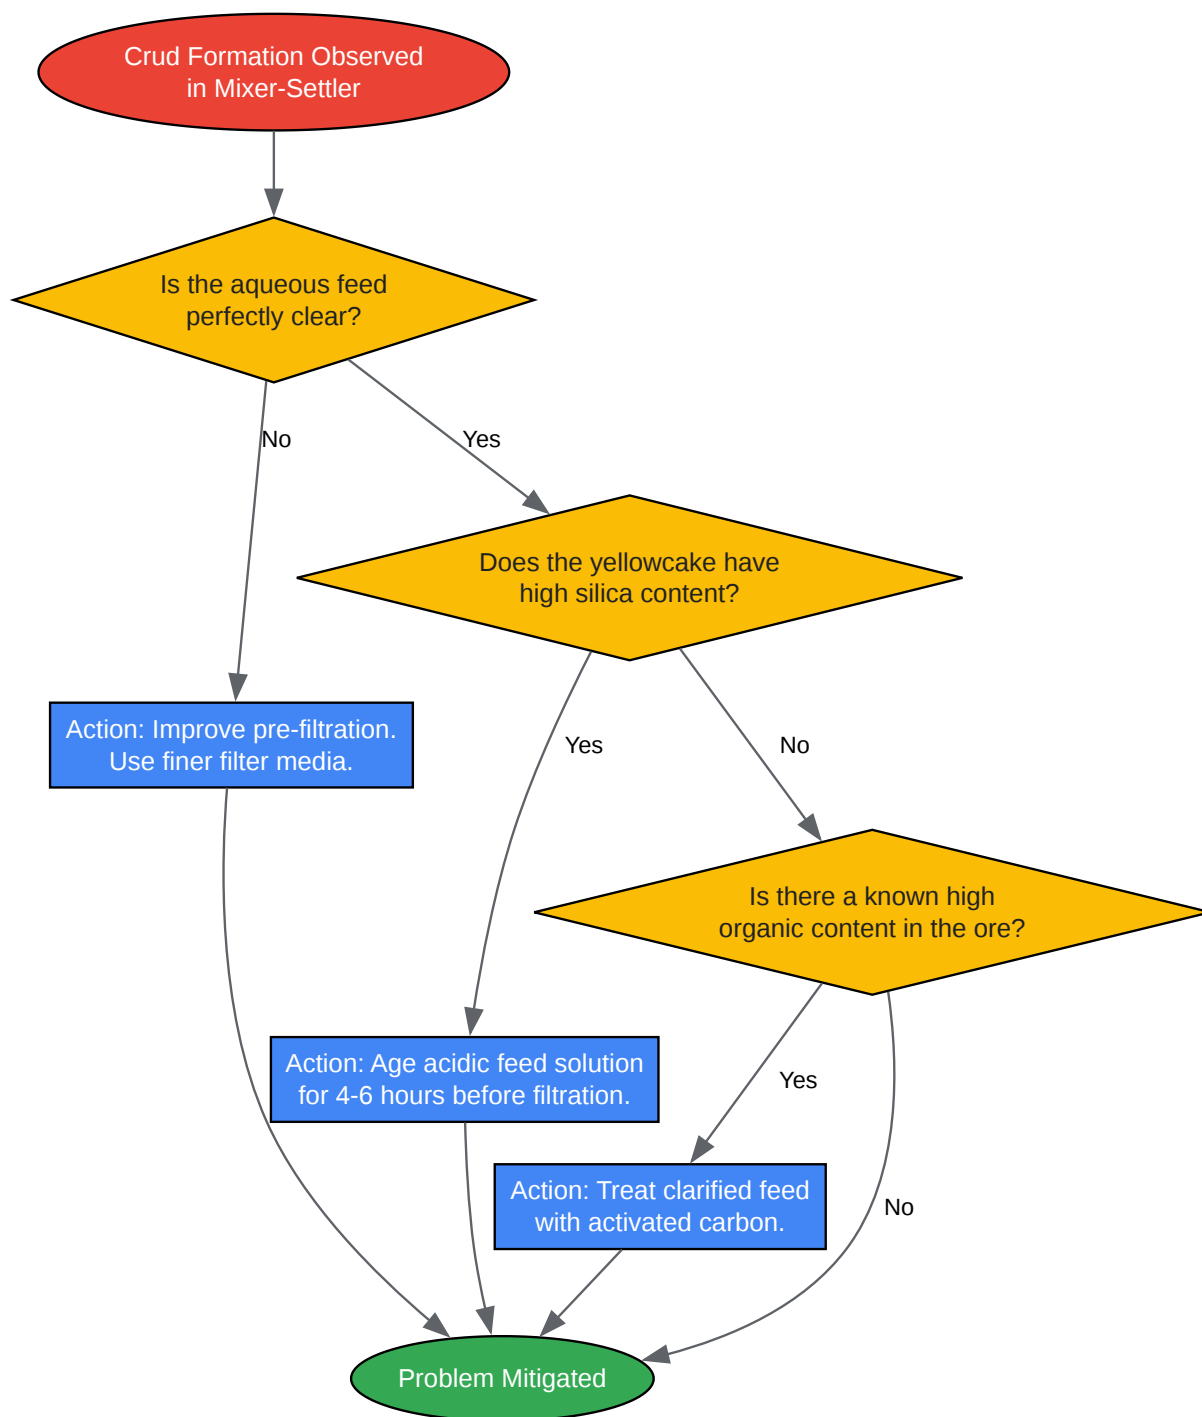 Crud Formation Observed
in Mixer-Settler
Is the aqueous feed
perfectly clear?
No
Yes
Does the yellowcake have
high silica content?
Action: Improve pre-filtration.
Use finer filter media.
Yes
No
Is there a known high
organic content in the ore?
Action: Age acidic feed solution
for 4-6 hours before filtration.
Yes
Action: Treat clarified feed
with activated carbon.
No
Problem Mitigated